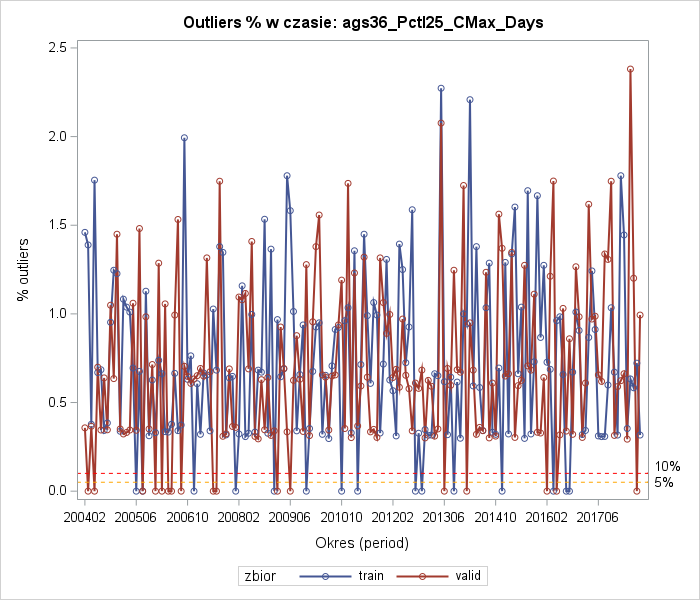 Outliers % w czasie: ags36_Pctl25_CMax_Days
% outliers
2.5
2.0
1.5
1.0
0.5
0.0
10%
5%
200402 200506 200610 200802 200906 201010 201202 201306 201410 201602 201706
Okres (period)
zbior train valid